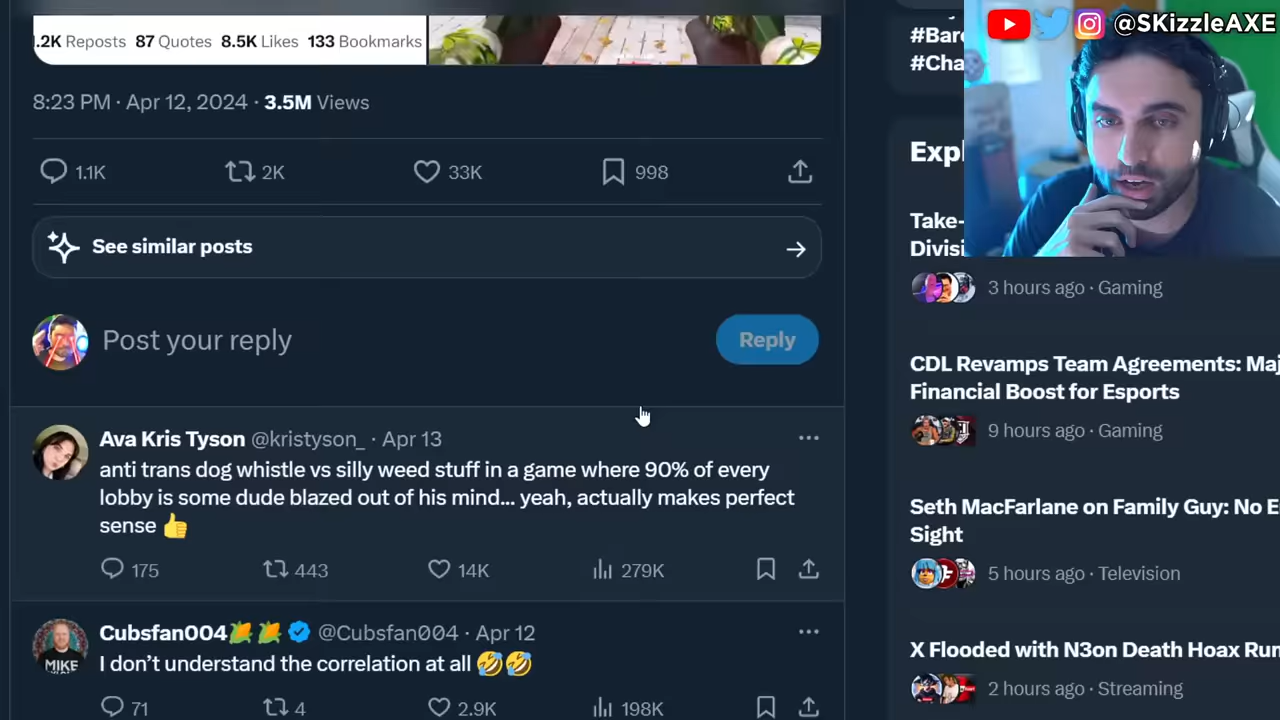 @SKizzleAXE
.2K Reposts 87 Quotes 8.5K Likes 133 Bookmarks
#Bar
#Cha
8:23 PM · Apr 12, 2024 · 3.5M Views
1.1K 2K 33K 998
Expl
See similar posts
Take-
Divisi
3 hours ago · Gaming
Post your reply
Reply
CDL Revamps Team Agreements: Maj
Financial Boost for Esports
9 hours ago · Gaming
Ava Kris Tyson @kristyson_ · Apr 13
anti trans dog whistle vs silly weed stuff in a game where 90% of every
lobby is some dude blazed out of his mind... yeah, actually makes perfect
sense 👍
175 443 14K 279K
Seth MacFarlane on Family Guy: No E
Sight
5 hours ago · Television
Cubsfan004🌽🌽 @Cubsfan004 · Apr 12
I don't understand the correlation at all 🤣🤣
71 4 2.9K 198K
MIKE
X Flooded with N3on Death Hoax Rum
2 hours ago · Streaming